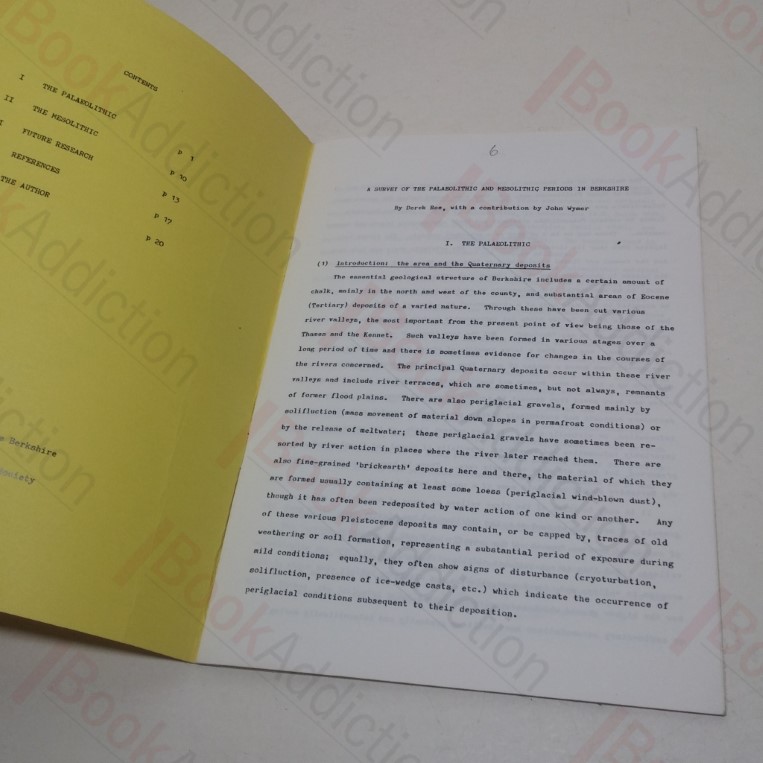 CONTENTS
I THE PALAEOLITHIC p 1
II THE MESOLITHIC p 10
I FUTURE RESEARCH p 13
REFERENCES p 17
THE AUTHOR p 20
Berkshire
Society
6
A SURVEY OF THE PALAEOLITHIC AND MESOLITHIC PERIODS IN BERKSHIRE
By Derek Roe, with a contribution by John Wymer
I. THE PALAEOLITHIC
(1) Introduction: the area and the Quaternary deposits
The essential geological structure of Berkshire includes a certain amount of
chalk, mainly in the north and west of the county, and substantial areas of Eocene
(Tertiary) deposits of a varied nature. Through these have been cut various
river valleys, the most important from the present point of view being those of the
Thames and the Kennet. Such valleys have been formed in various stages over a
long period of time and there is sometimes evidence for changes in the courses of
the rivers concerned. The principal Quaternary deposits occur within these river
valleys and include river terraces, which are sometimes, but not always, remnants
of former flood plains. There are also periglacial gravels, formed mainly by
solifluction (mass movement of material down slopes in permafrost conditions) or
by the release of meltwater; these periglacial gravels have sometimes been re-
sorted by river action in places where the river later reached them. There are
also fine-grained 'brickearth' deposits here and there, the material of which they
are formed usually containing at least some loess (periglacial wind-blown dust),
though it has often been redeposited by water action of one kind or another. Any
of these various Pleistocene deposits may contain, or be capped by, traces of old
weathering or soil formation, representing a substantial period of exposure during
mild conditions; equally, they often show signs of disturbance (cryoturbation,
solifluction, presence of ice-wedge casts, etc.) which indicate the occurrence of
periglacial conditions subsequent to their deposition.
BookAddiction